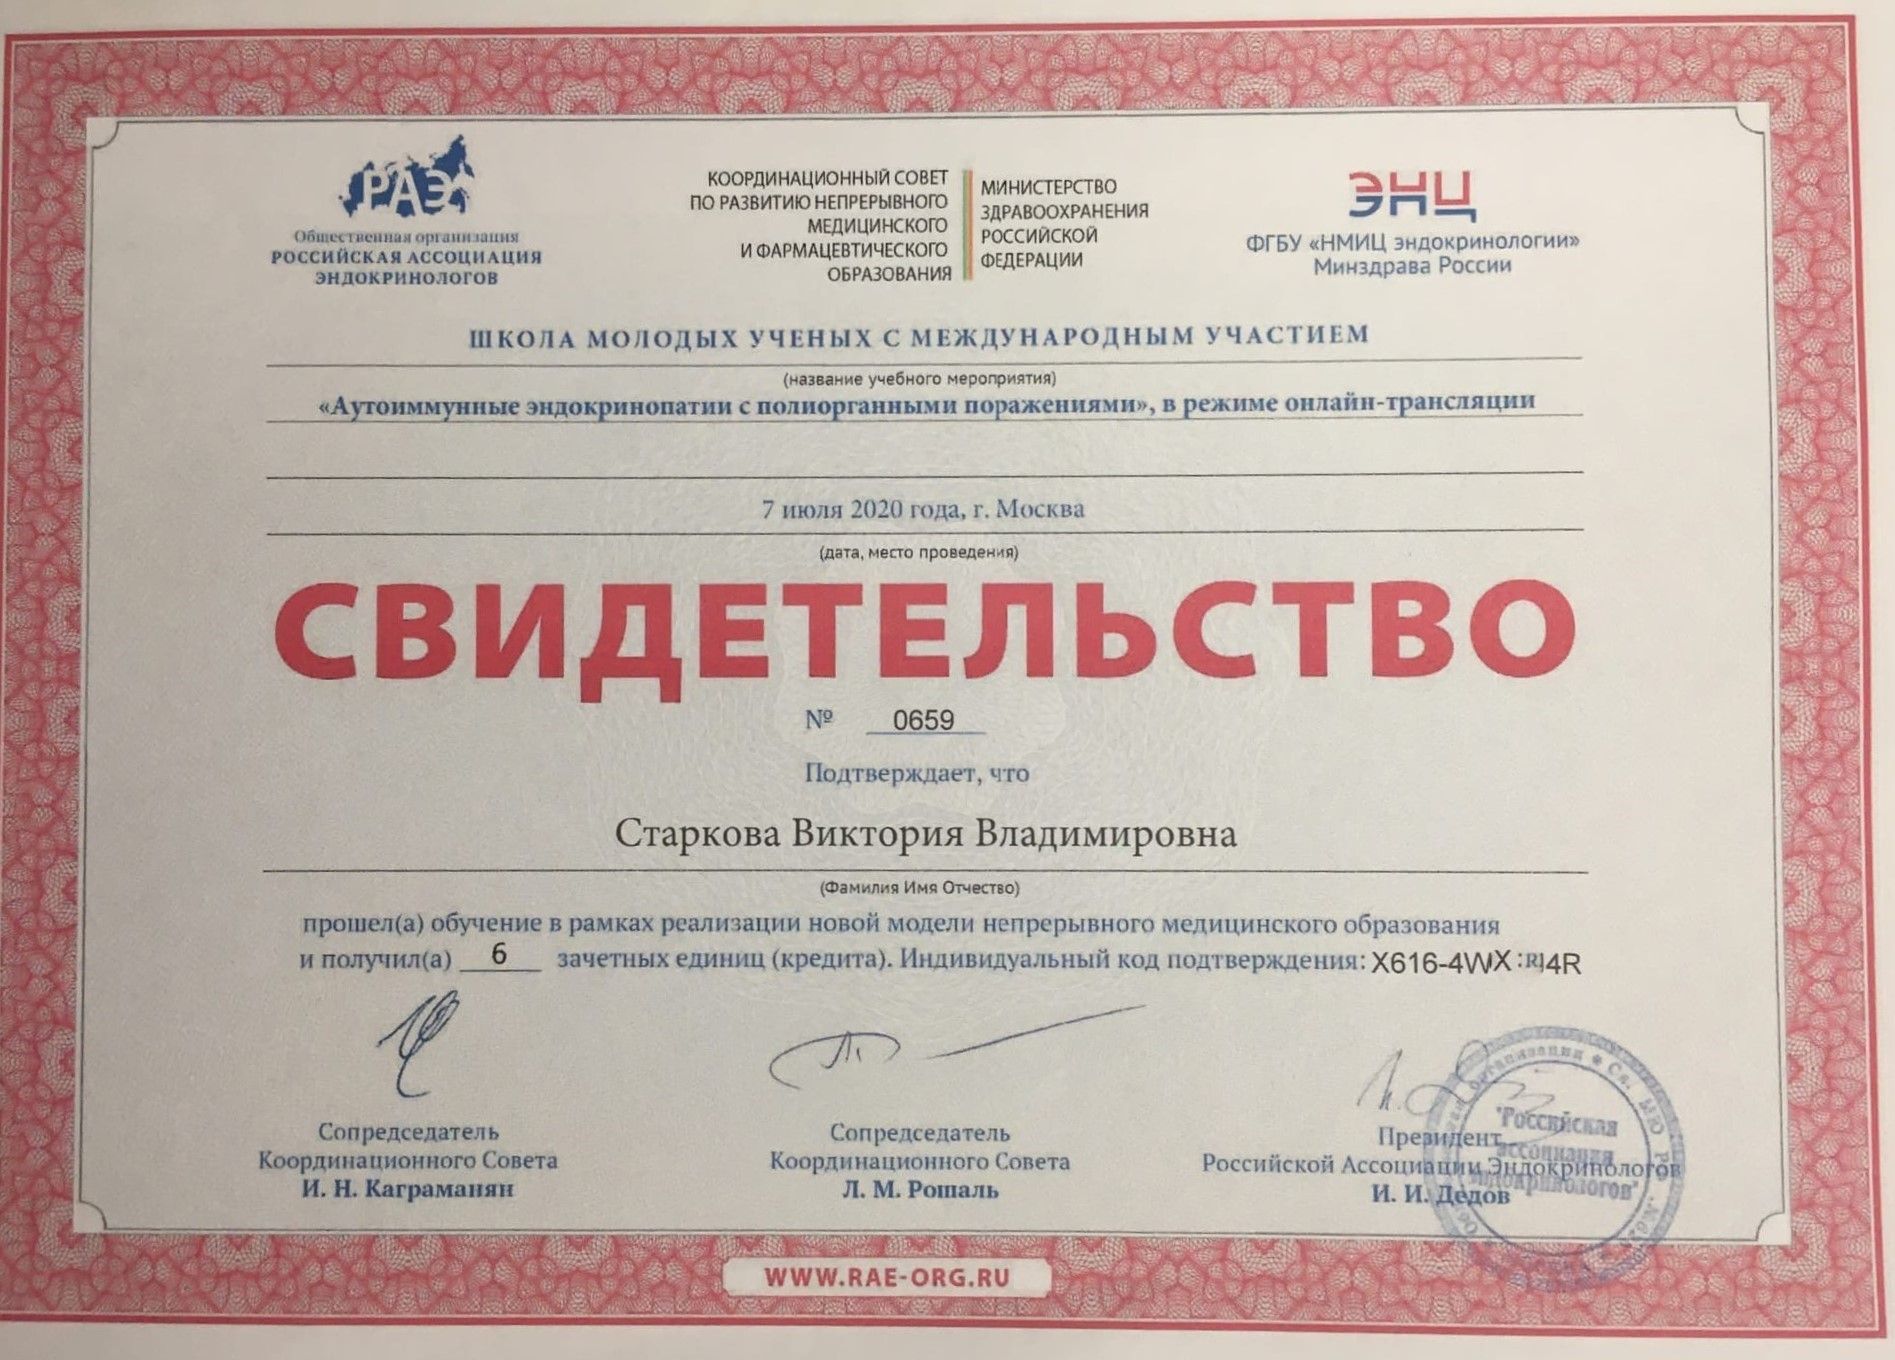 РАЭ
Общественная организация
РОССИЙСКАЯ АССОЦИАЦИЯ
ЭНДОКРИНОЛОГОВ
КООРДИНАЦИОННЫЙ СОВЕТ
ПО РАЗВИТИЮ НЕПРЕРЫВНОГО
МЕДИЦИНСКОГО
И ФАРМАЦЕВТИЧЕСКОГО
ОБРАЗОВАНИЯ
МИНИСТЕРСТВО
ЗДРАВООХРАНЕНИЯ
РОССИЙСКОЙ
ФЕДЕРАЦИИ
ЭНЦ
ФГБУ «НМИЦ эндокринологии»
Минздрава России
ШКОЛА МОЛОДЫХ УЧЕНЫХ С МЕЖДУНАРОДНЫМ УЧАСТИЕМ
(название учебного мероприятия)
«Аутоиммунные эндокринопатии с полиорганными поражениями», в режиме онлайн-трансляции
7 июля 2020 года, г. Москва
(дата, место проведения)
СВИДЕТЕЛЬСТВО
№ 0659
Подтверждает, что
Старкова Виктория Владимировна
(Фамилия Имя Отчество)
прошел(а) обучение в рамках реализации новой модели непрерывного медицинского образования
и получил(а) 6 зачетных единиц (кредита). Индивидуальный код подтверждения:
Сопредседатель
Координационного Совета
И. Н. Каграманян
Сопредседатель
Координационного Совета
Л. М. Рошаль
Президент
Российской Ассоциации Эндокринологов
И. И. Дедов
"Российская
ассоциация
эндокринологов"
WWW.RAE-ORG.RU